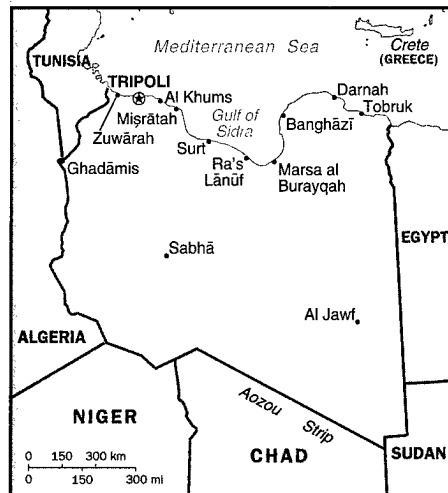 Mediterranean Sea
Crete
(GREECE)
TUNISIA
TRIPOLI
Al Khums
Darnah
Tobruk
Zuwārah
Miṣrātah
Gulf of
Sidra
Banghāzī
Surt
Ra's
Lānūf
Marsa al
Burayqah
Ghadāmis
Sabhā
EGYPT
Al Jawf
ALGERIA
Aozou
Strip
NIGER
CHAD
SUDAN
0 150 300 km
0 150 300 mi